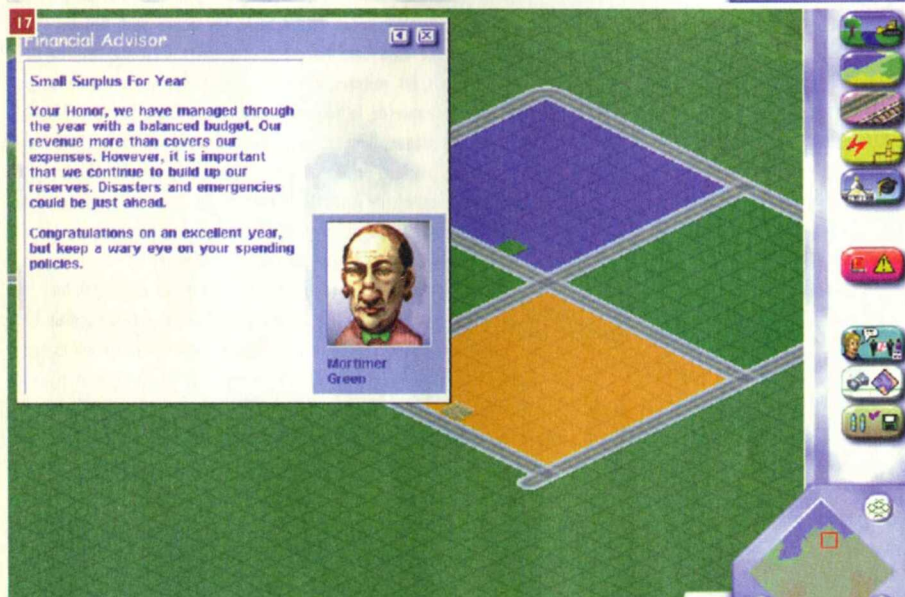 17
Financial Advisor
Small Surplus For Year
Your Honor, we have managed through
the year with a balanced budget. Our
revenue more than covers our
expenses. However, it is important
that we continue to build up our
reserves. Disasters and emergencies
could be just ahead.
Congratulations on an excellent year,
but keep a wary eye on your spending
policies.
Mortimer
Green